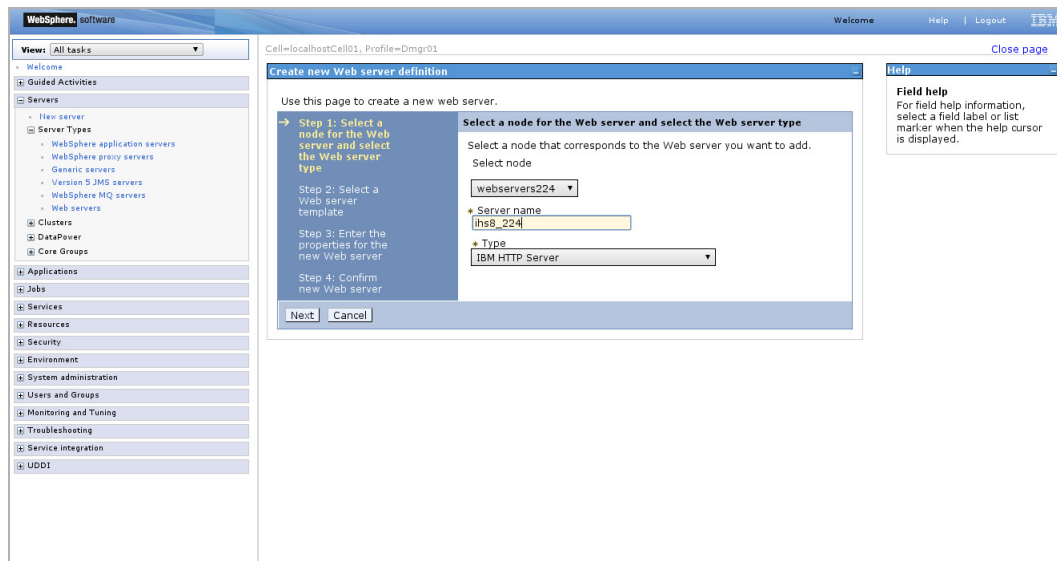 WebSphere. software
Welcome
Help | Logout
IBM
View: All tasks
Cell=localhostCell01, Profile=Dmgr01
Close page
Welcome
Guided Activities
Servers
New server
Server Types
WebSphere application servers
WebSphere proxy servers
Generic servers
Version 5 JMS servers
WebSphere MQ servers
Web servers
Clusters
DataPower
Core Groups
Applications
Jobs
Services
Resources
Security
Environment
System administration
Users and Groups
Monitoring and Tuning
Troubleshooting
Service integration
UDDI
Create new Web server definition
Use this page to create a new web server.
Step 1: Select a
node for the Web
server and select
the Web server
type
Step 2: Select a
Web server
template
Step 3: Enter the
properties for the
new Web server
Step 4: Confirm
new Web server
Select a node for the Web server and select the Web server type
Select a node that corresponds to the Web server you want to add.
Select node
webservers224
* Server name
ihs8_224
* Type
IBM HTTP Server
Next Cancel
Help
Field help
For field help information,
select a field label or list
marker when the help cursor
is displayed.